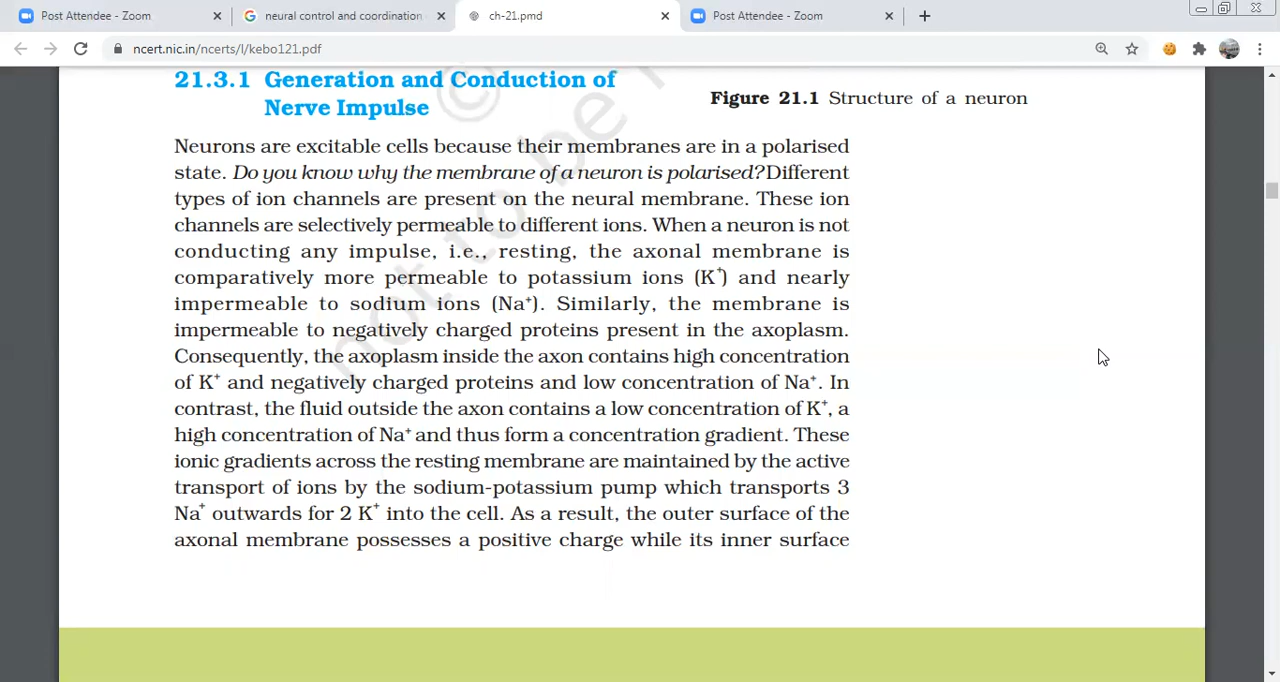 Post Attendee - Zoom
neural control and coordination
ch-21.pmd
Post Attendee - Zoom
ncert.nic.in/ncerts/l/kebo121.pdf
21.3.1 Generation and Conduction of
Nerve Impulse
Figure 21.1 Structure of a neuron
© not to be r
Neurons are excitable cells because their membranes are in a polarised
state. Do you know why the membrane of a neuron is polarised?Different
types of ion channels are present on the neural membrane. These ion
channels are selectively permeable to different ions. When a neuron is not
conducting any impulse, i.e., resting, the axonal membrane is
comparatively more permeable to potassium ions (K⁺) and nearly
impermeable to sodium ions (Na⁺). Similarly, the membrane is
impermeable to negatively charged proteins present in the axoplasm.
Consequently, the axoplasm inside the axon contains high concentration
of K⁺ and negatively charged proteins and low concentration of Na⁺. In
contrast, the fluid outside the axon contains a low concentration of K⁺, a
high concentration of Na⁺ and thus form a concentration gradient. These
ionic gradients across the resting membrane are maintained by the active
transport of ions by the sodium-potassium pump which transports 3
Na⁺ outwards for 2 K⁺ into the cell. As a result, the outer surface of the
axonal membrane possesses a positive charge while its inner surface